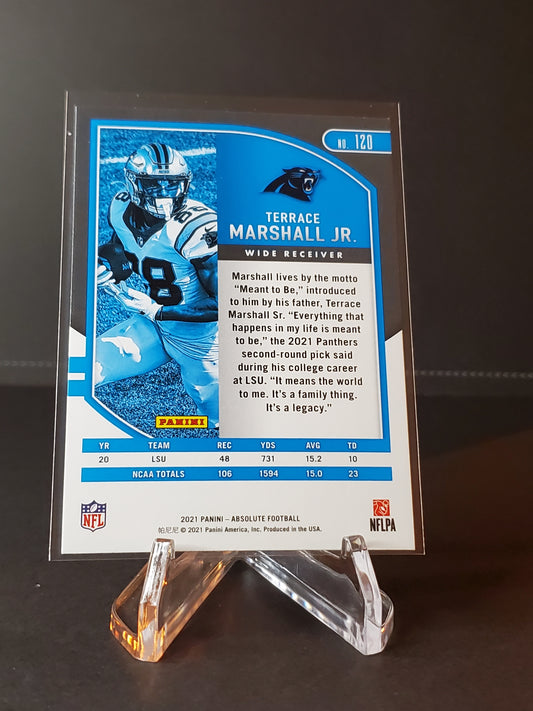 NO. 120
TERRACE
MARSHALL JR.
WIDE RECEIVER
Marshall lives by the motto
“Meant to Be,” introduced
to him by his father, Terrace
Marshall Sr. “Everything that
happens in my life is meant
to be,” the 2021 Panthers
second-round pick said
during his college career
at LSU. “It means the world
to me. It’s a family thing.
It’s a legacy.”
88
88
PANINI
YR TEAM REC YDS AVG TD
20 LSU 48 731 15.2 10
NCAA TOTALS 106 1594 15.0 23
NFL
2021 PANINI – ABSOLUTE FOOTBALL
帕尼尼 © 2021 Panini America, Inc. Produced in the USA.
NFLPA